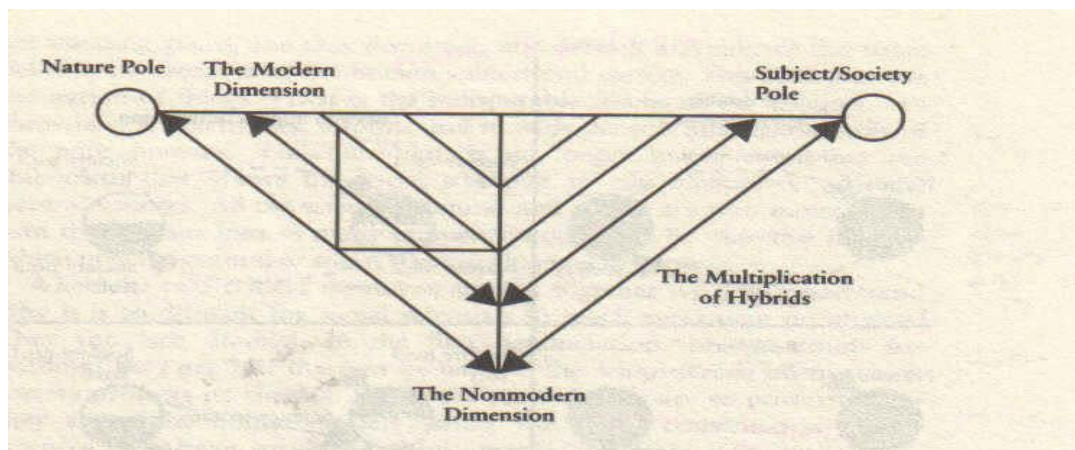 Nature Pole
The Modern
Dimension
Subject/Society
Pole
The Multiplication
of Hybrids
The Nonmodern
Dimension